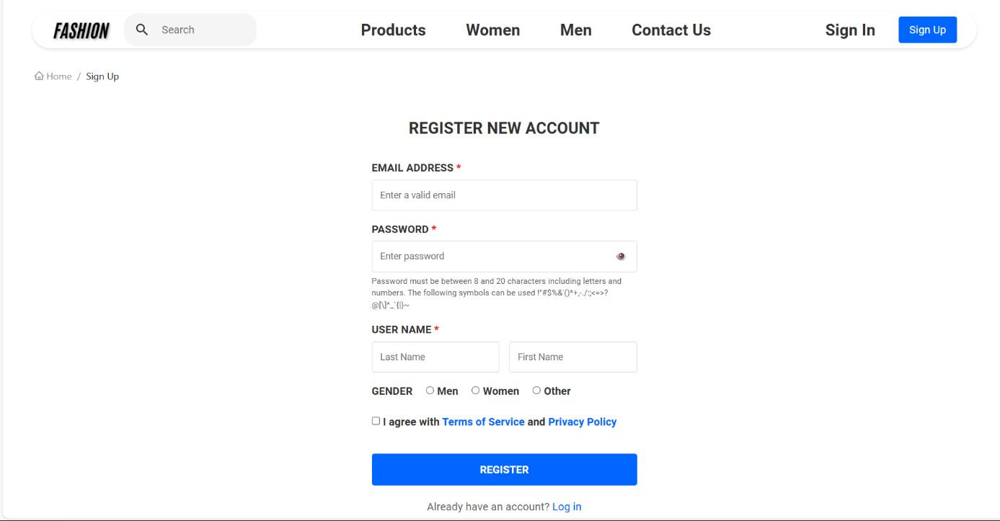 FASHION Search Products Women Men Contact Us Sign In Sign Up
Home / Sign Up
REGISTER NEW ACCOUNT
EMAIL ADDRESS *
Enter a valid email
PASSWORD *
Enter password
Password must be between 8 and 20 characters including letters and
numbers. The following symbols can be used !"#$%&'()*+,-./:;<=>?
@[\]^_`{|}~
USER NAME *
Last Name First Name
GENDER Men Women Other
I agree with Terms of Service and Privacy Policy
REGISTER
Already have an account? Log in